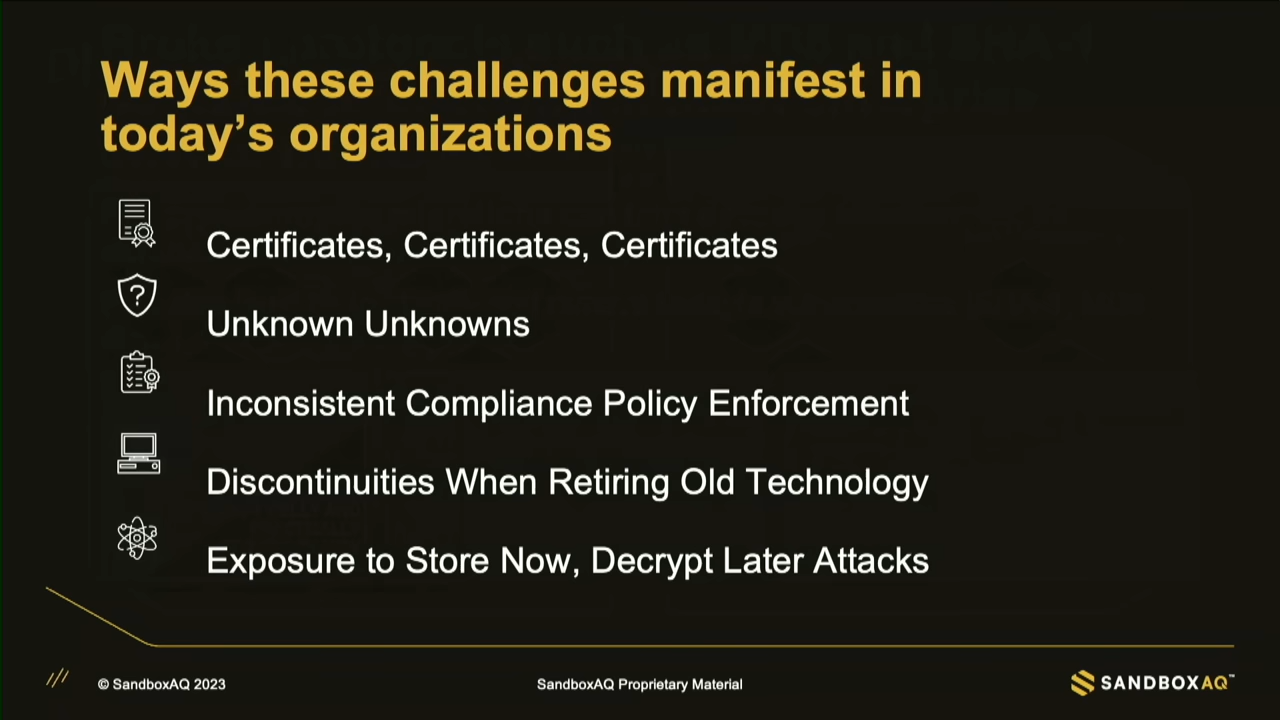 Ways these challenges manifest in
today’s organizations
Certificates, Certificates, Certificates
?
Unknown Unknowns
Inconsistent Compliance Policy Enforcement
Discontinuities When Retiring Old Technology
Exposure to Store Now, Decrypt Later Attacks
© SandboxAQ 2023
SandboxAQ Proprietary Material
SANDBOXAQ™